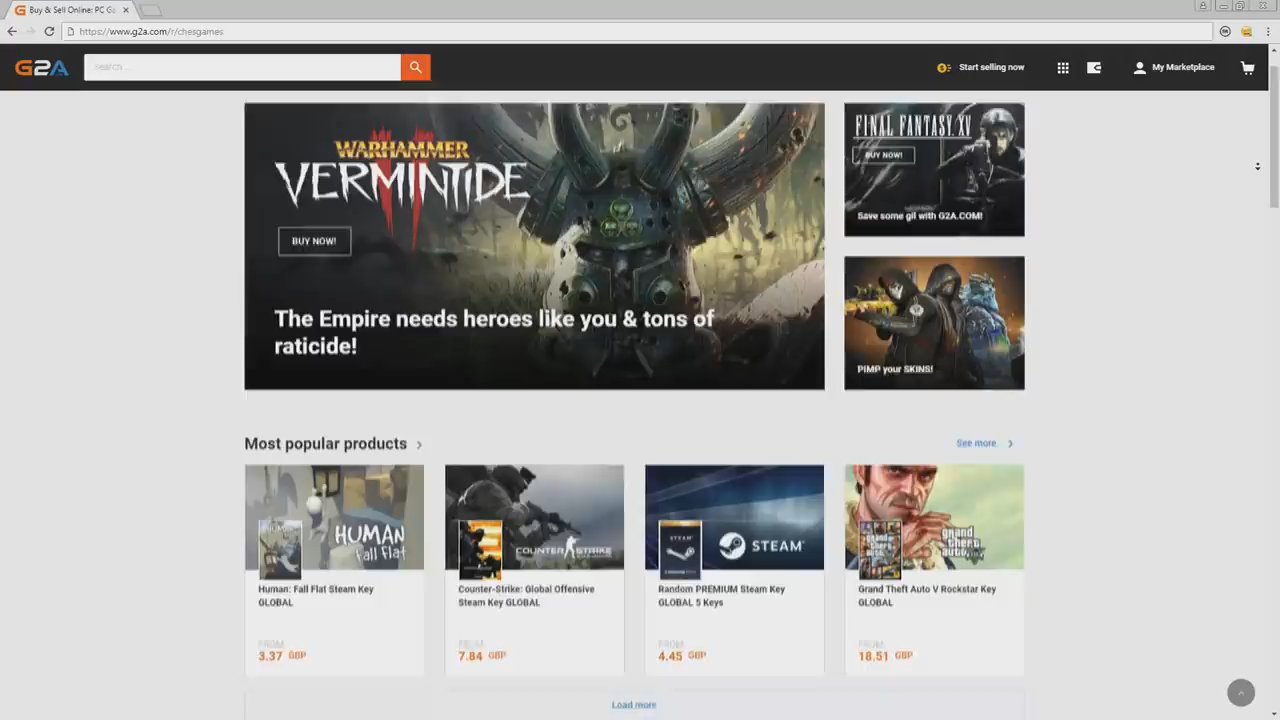 Buy & Sell Online: PC Ga
https://www.g2a.com/r/chesgames
G2A
Search ...
Start selling now
My Marketplace
WARHAMMER
VERMINTIDE
BUY NOW!
The Empire needs heroes like you & tons of
raticide!
FINAL FANTASY XV
BUY NOW!
Save some gil with G2A.COM!
PIMP your SKINS!
Most popular products
See more
HUMAN
fall flat
COUNTER STRIKE
STEAM
STEAM
grand
theft
auto
Human: Fall Flat Steam Key
GLOBAL
FROM
3.37 GBP
Counter-Strike: Global Offensive
Steam Key GLOBAL
FROM
7.84 GBP
Random PREMIUM Steam Key
GLOBAL 5 Keys
FROM
4.45 GBP
Grand Theft Auto V Rockstar Key
GLOBAL
FROM
18.51 GBP
Load more